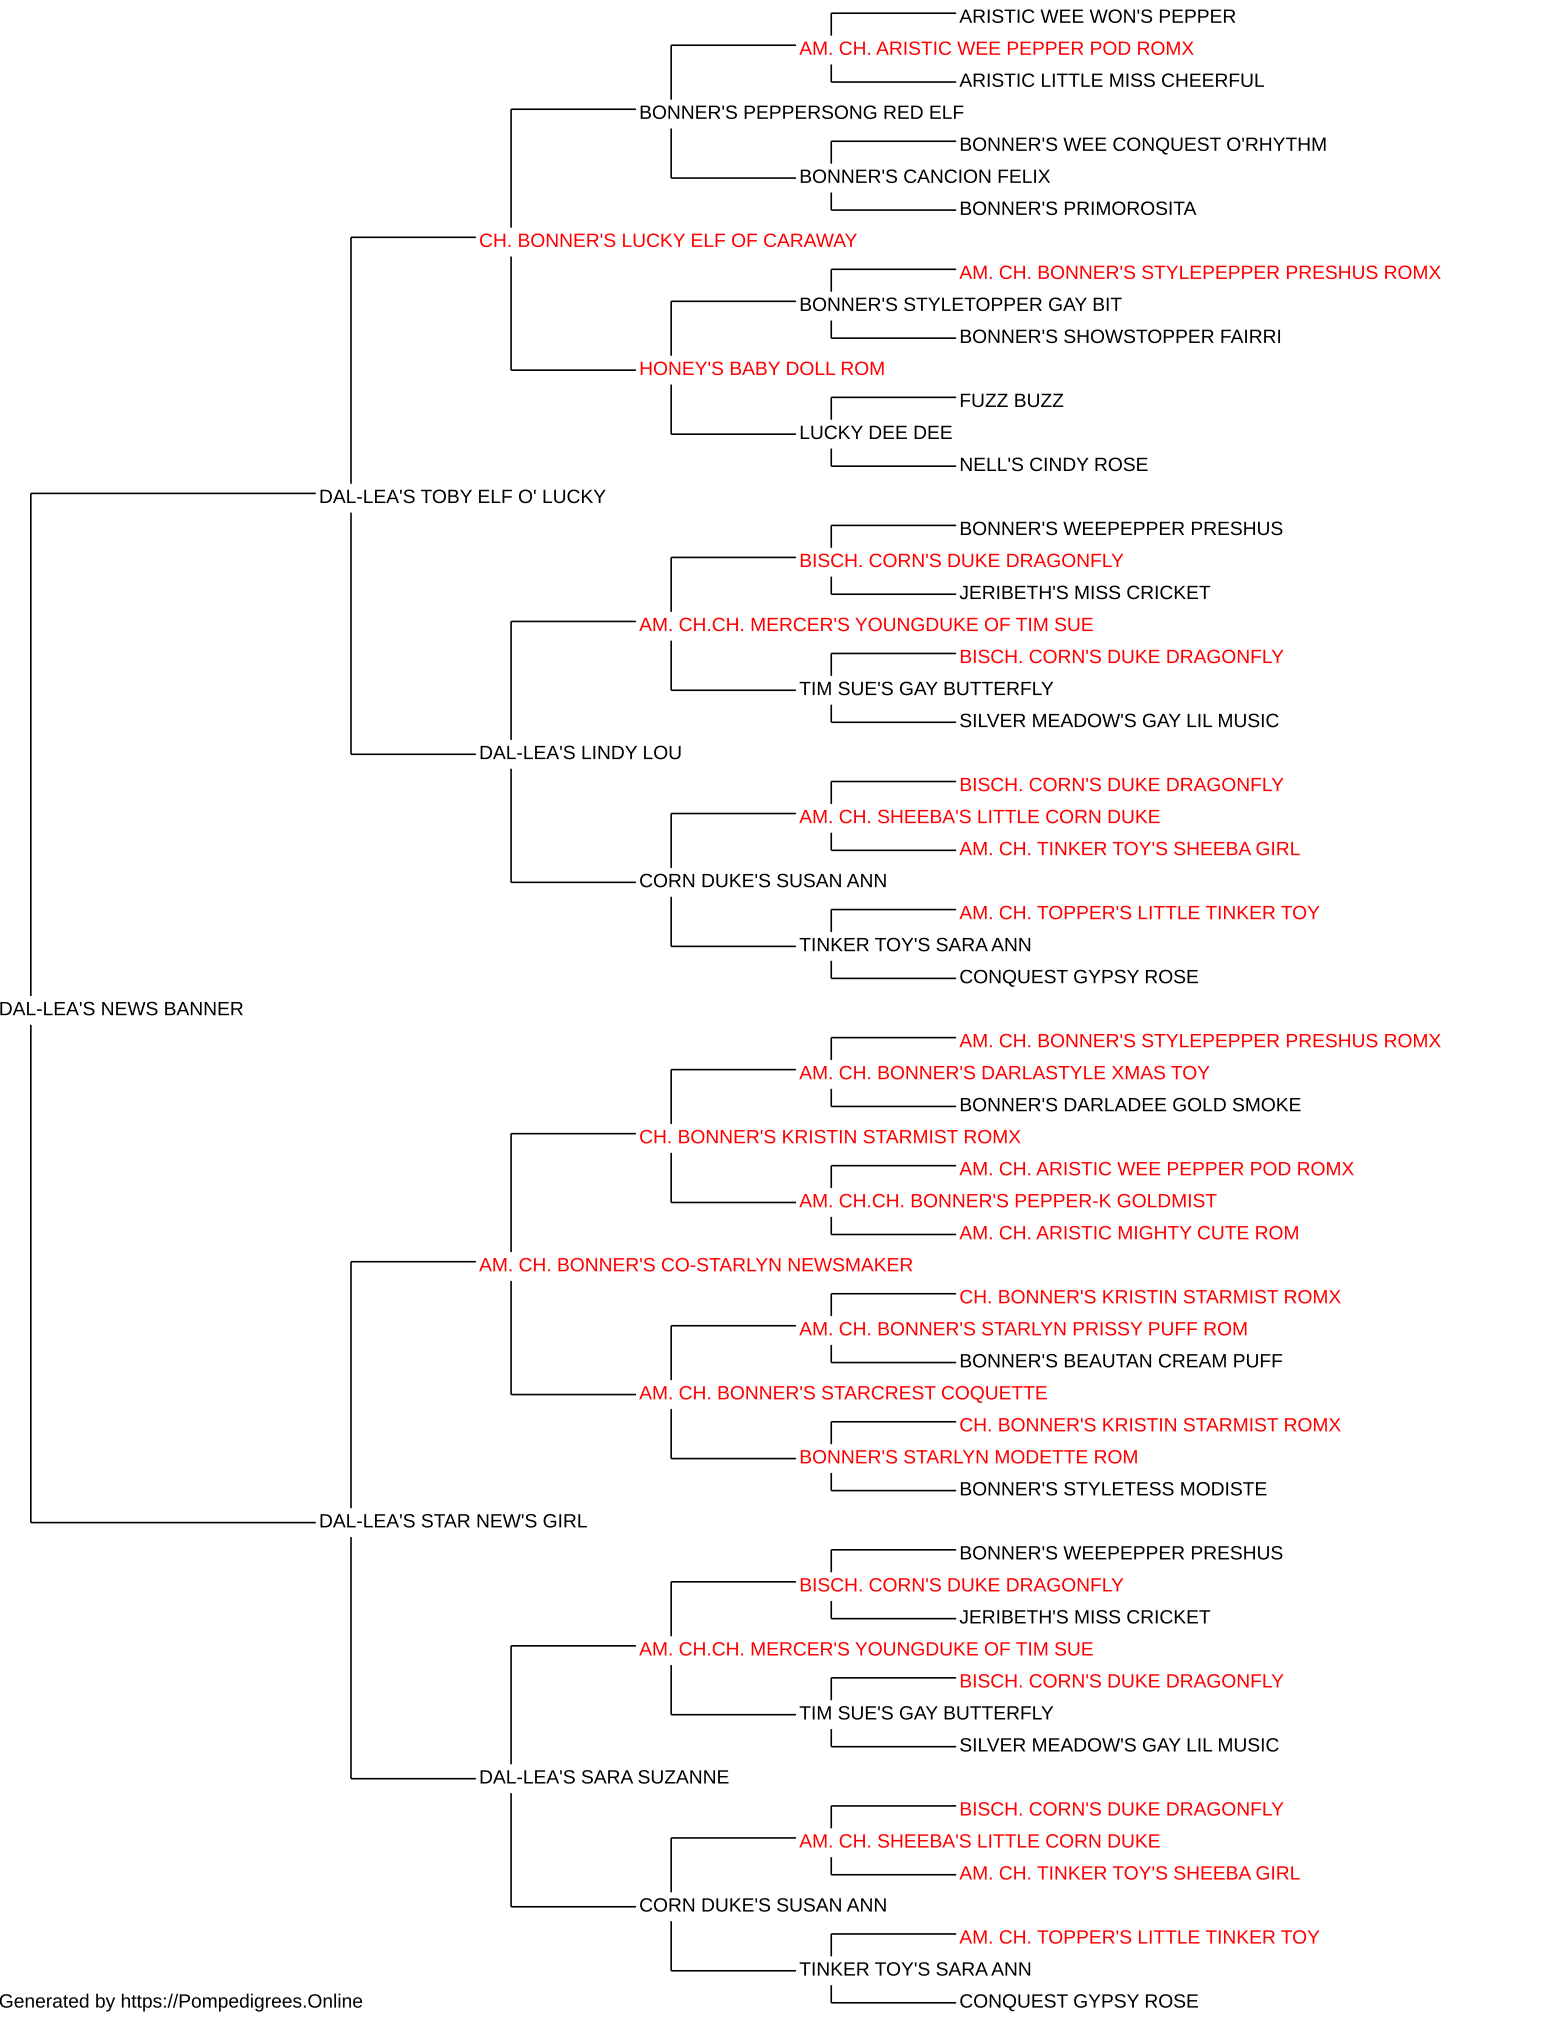 ARISTIC WEE WON'S PEPPER
AM. CH. ARISTIC WEE PEPPER POD ROMX
ARISTIC LITTLE MISS CHEERFUL
BONNER'S PEPPERSONG RED ELF
BONNER'S WEE CONQUEST O'RHYTHM
BONNER'S CANCION FELIX
BONNER'S PRIMOROSITA
CH. BONNER'S LUCKY ELF OF CARAWAY
AM. CH. BONNER'S STYLEPEPPER PRESHUS ROMX
BONNER'S STYLETOPPER GAY BIT
BONNER'S SHOWSTOPPER FAIRRI
HONEY'S BABY DOLL ROM
FUZZ BUZZ
LUCKY DEE DEE
NELL'S CINDY ROSE
DAL-LEA'S TOBY ELF O' LUCKY
BONNER'S WEEPEPPER PRESHUS
BISCH. CORN'S DUKE DRAGONFLY
JERIBETH'S MISS CRICKET
AM. CH.CH. MERCER'S YOUNGDUKE OF TIM SUE
BISCH. CORN'S DUKE DRAGONFLY
TIM SUE'S GAY BUTTERFLY
SILVER MEADOW'S GAY LIL MUSIC
DAL-LEA'S LINDY LOU
BISCH. CORN'S DUKE DRAGONFLY
AM. CH. SHEEBA'S LITTLE CORN DUKE
AM. CH. TINKER TOY'S SHEEBA GIRL
CORN DUKE'S SUSAN ANN
AM. CH. TOPPER'S LITTLE TINKER TOY
TINKER TOY'S SARA ANN
CONQUEST GYPSY ROSE
DAL-LEA'S NEWS BANNER
AM. CH. BONNER'S STYLEPEPPER PRESHUS ROMX
AM. CH. BONNER'S DARLASTYLE XMAS TOY
BONNER'S DARLADEE GOLD SMOKE
CH. BONNER'S KRISTIN STARMIST ROMX
AM. CH. ARISTIC WEE PEPPER POD ROMX
AM. CH.CH. BONNER'S PEPPER-K GOLDMIST
AM. CH. ARISTIC MIGHTY CUTE ROM
AM. CH. BONNER'S CO-STARLYN NEWSMAKER
CH. BONNER'S KRISTIN STARMIST ROMX
AM. CH. BONNER'S STARLYN PRISSY PUFF ROM
BONNER'S BEAUTAN CREAM PUFF
AM. CH. BONNER'S STARCREST COQUETTE
CH. BONNER'S KRISTIN STARMIST ROMX
BONNER'S STARLYN MODETTE ROM
BONNER'S STYLETESS MODISTE
DAL-LEA'S STAR NEW'S GIRL
BONNER'S WEEPEPPER PRESHUS
BISCH. CORN'S DUKE DRAGONFLY
JERIBETH'S MISS CRICKET
AM. CH.CH. MERCER'S YOUNGDUKE OF TIM SUE
BISCH. CORN'S DUKE DRAGONFLY
TIM SUE'S GAY BUTTERFLY
SILVER MEADOW'S GAY LIL MUSIC
DAL-LEA'S SARA SUZANNE
BISCH. CORN'S DUKE DRAGONFLY
AM. CH. SHEEBA'S LITTLE CORN DUKE
AM. CH. TINKER TOY'S SHEEBA GIRL
CORN DUKE'S SUSAN ANN
AM. CH. TOPPER'S LITTLE TINKER TOY
TINKER TOY'S SARA ANN
CONQUEST GYPSY ROSE
Generated by https://Pompedigrees.Online